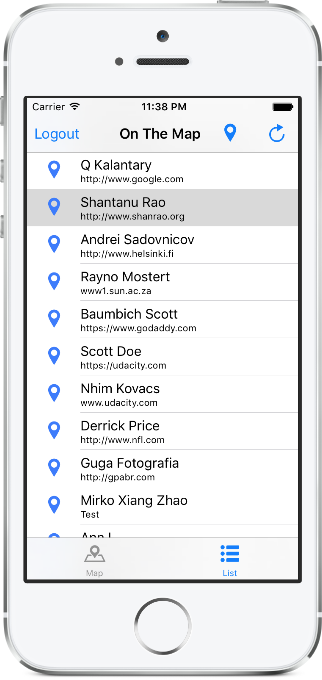 Carrier 11:38 PM
Logout On The Map
Q Kalantary
http://www.google.com
Shantanu Rao
http://www.shanrao.org
Andrei Sadovnicov
http://www.helsinki.fi
Rayno Mostert
www1.sun.ac.za
Baumbich Scott
https://www.godaddy.com
Scott Doe
https://udacity.com
Nhim Kovacs
www.udacity.com
Derrick Price
http://www.nfl.com
Guga Fotografia
http://gpabr.com
Mirko Xiang Zhao
Test
Map List